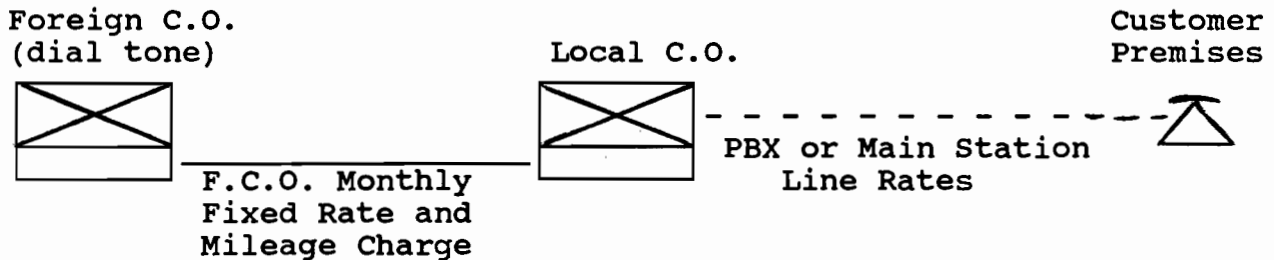 Foreign C.O.
(dial tone)
Local C.O.
Customer
Premises
F.C.O. Monthly
Fixed Rate and
Mileage Charge
PBX or Main Station
Line Rates